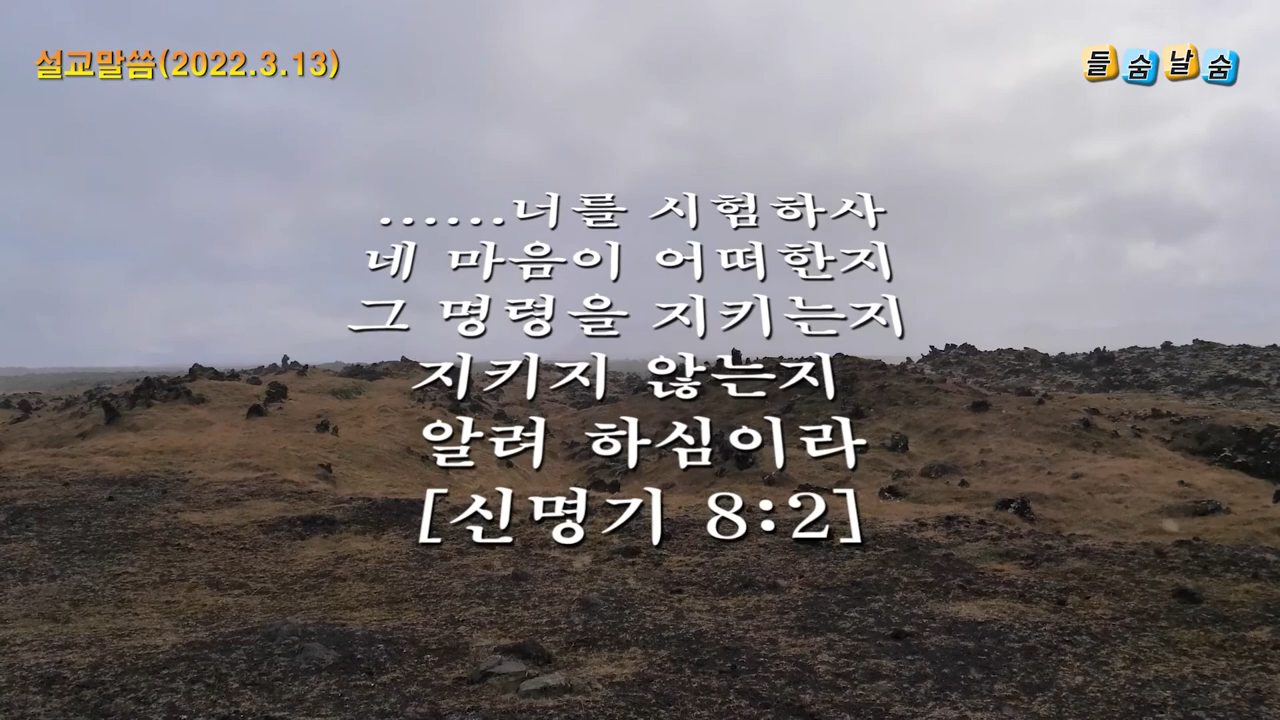 설교말씀(2022.3.13)
들숨날숨
......너를 시험하사
네 마음이 어떠한지
그 명령을 지키는지
지키지 않는지
알려 하심이라
[신명기 8:2]